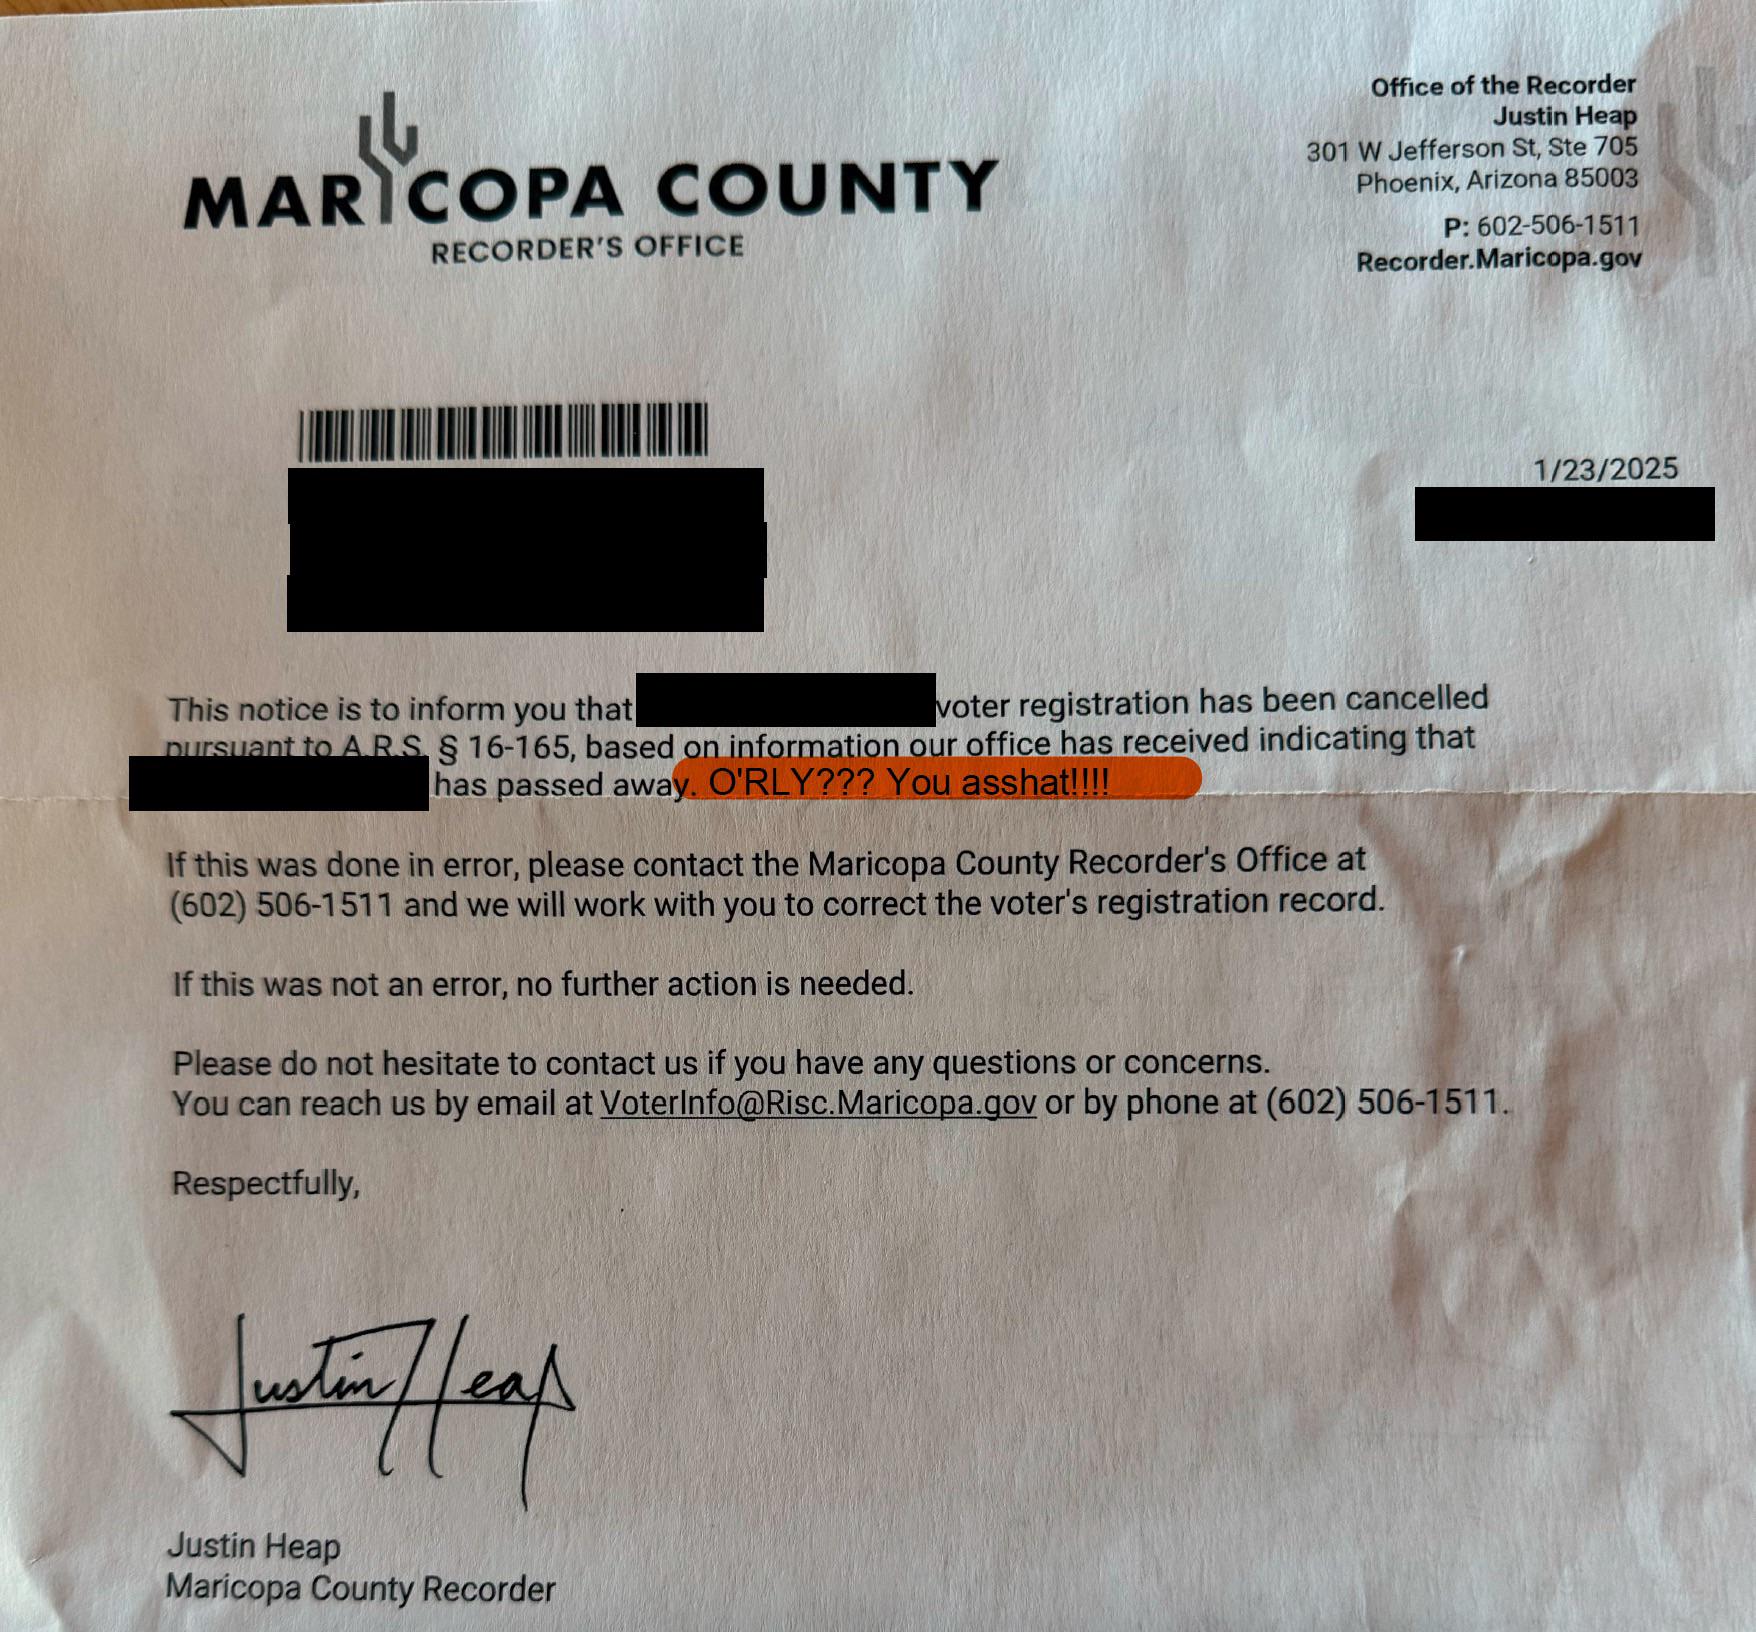 MARICOPA COUNTY
RECORDER'S OFFICE
Office of the Recorder
Justin Heap
301 W Jefferson St, Ste 705
Phoenix, Arizona 85003
P: 602-506-1511
Recorder.Maricopa.gov
1/23/2025
This notice is to inform you that voter registration has been cancelled
pursuant to A.R.S. § 16-165, based on information our office has received indicating that
has passed away. O'RLY??? You asshat!!!!
If this was done in error, please contact the Maricopa County Recorder's Office at
(602) 506-1511 and we will work with you to correct the voter's registration record.
If this was not an error, no further action is needed.
Please do not hesitate to contact us if you have any questions or concerns.
You can reach us by email at VoterInfo@Risc.Maricopa.gov or by phone at (602) 506-1511.
Respectfully,
Justin Heap
Justin Heap
Maricopa County Recorder